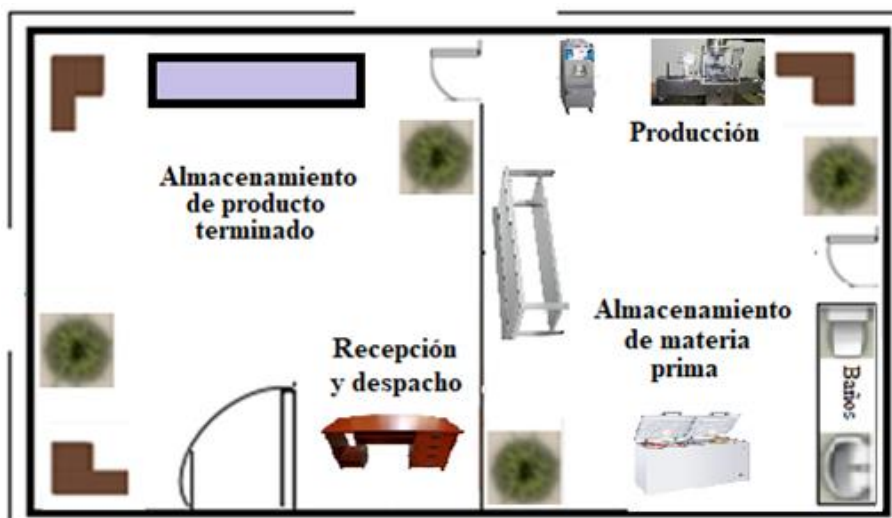 Producción
Almacenamiento
de producto
terminado
Almacenamiento
de materia
prima
Recepción
y despacho
Baños